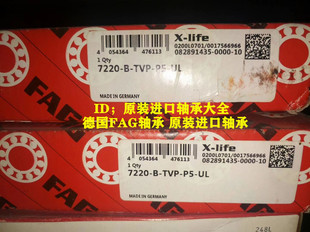 X-life
4 054364 476113
0200L0701/0017566966
082891435-0000-10
1 Qty
7220-B-TVP-P5-UL
MADE IN GERMANY
FAG
ID；原装进口轴承大全
德国FAG轴承 原装进口轴承
X-life
4 054364 476113
0200L0701/0017566966
082891435-0000-10
1 Qty
7220-B-TVP-P5-UL
MADE IN GERMANY
FAG